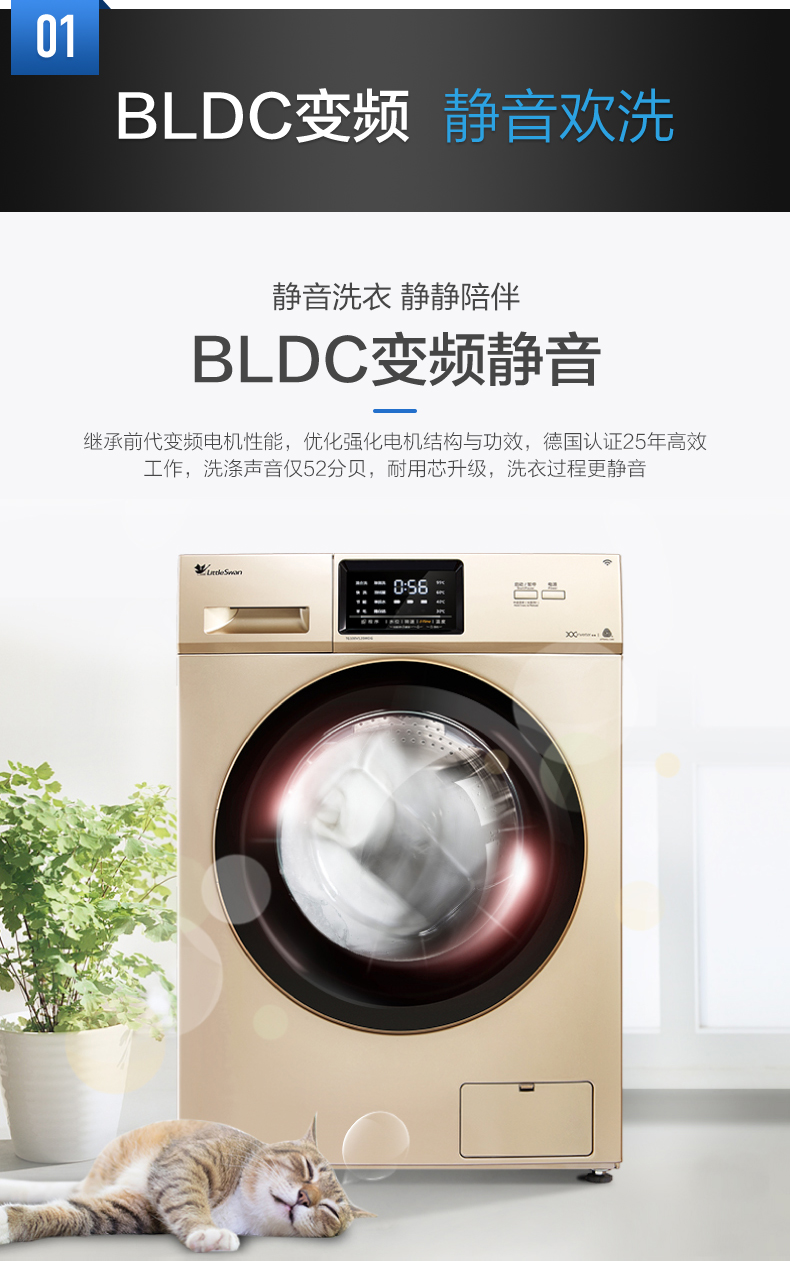 01
BLDC变频 静音欢洗
静音洗衣 静静陪伴
BLDC变频静音
继承前代变频电机性能，优化强化电机结构与功效，德国认证25年高效
工作，洗涤声音仅52分贝，耐用芯升级，洗衣过程更静音
LittleSwan
0:56